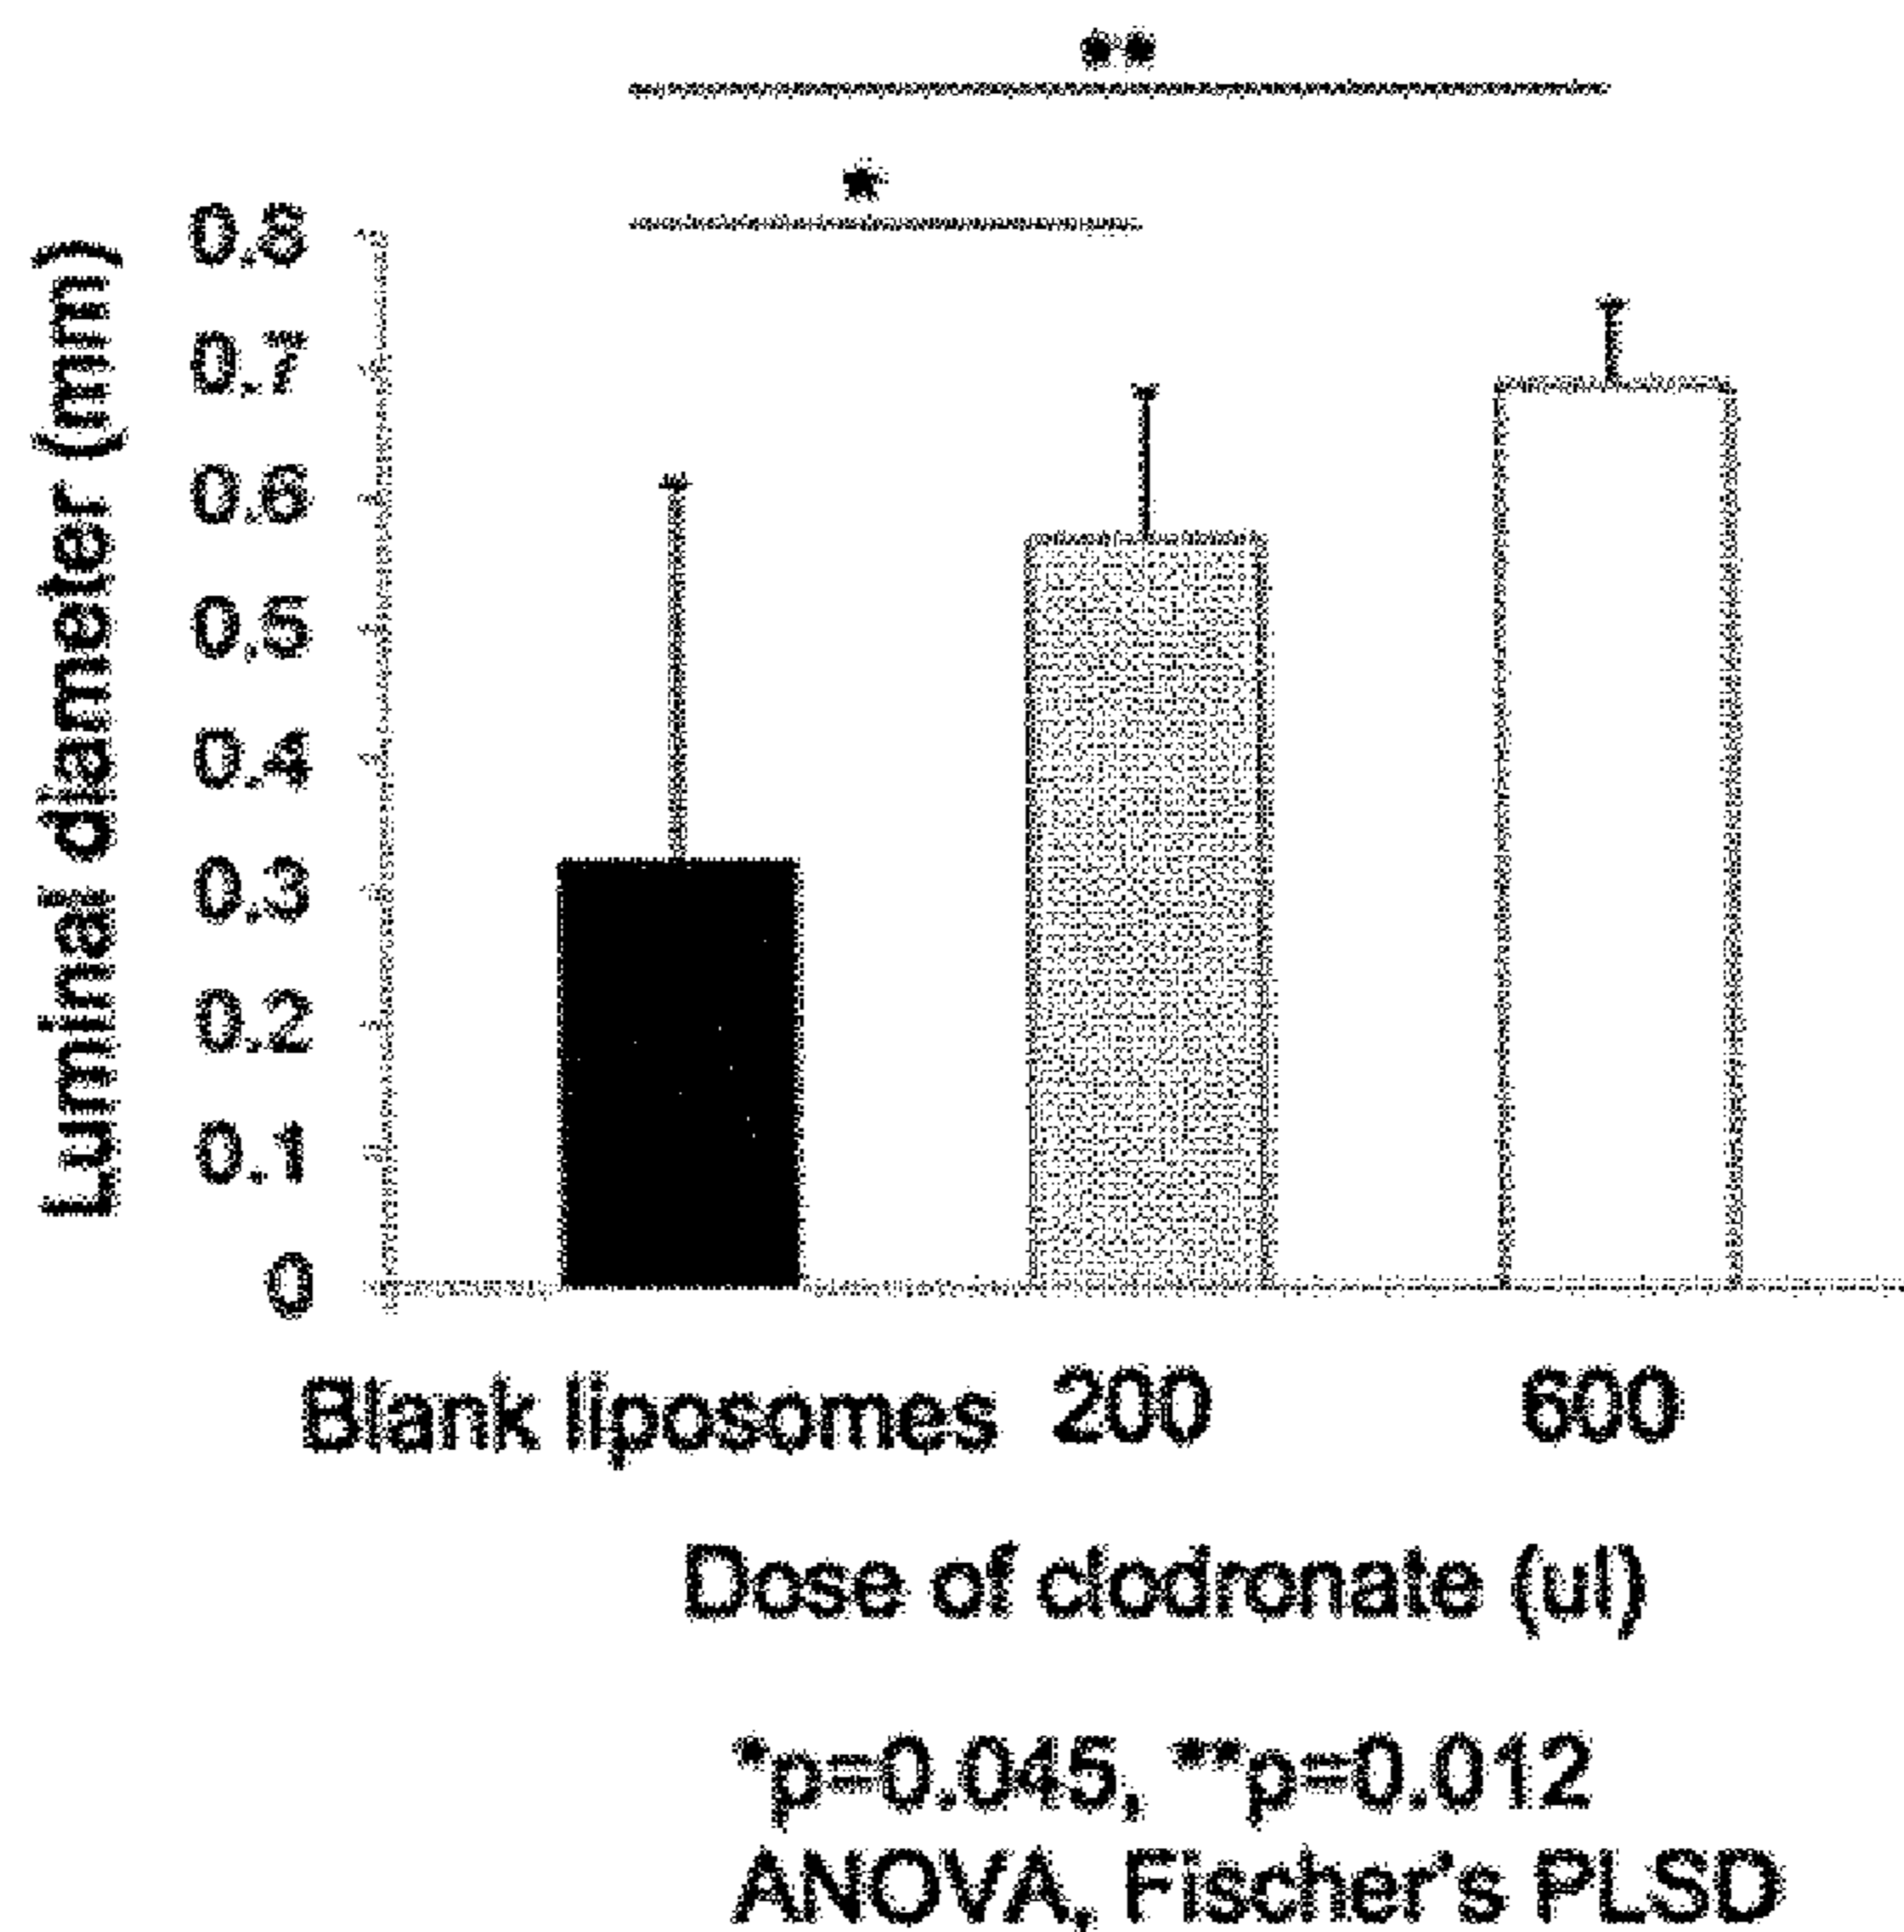 **
*
Luminal diameter (mm)
0.8
0.7
0.6
0.5
0.4
0.3
0.2
0.1
0
Blank liposomes 200 600
Dose of clodronate (ul)
*p=0.045, **p=0.012
ANOVA, Fischer's PLSD